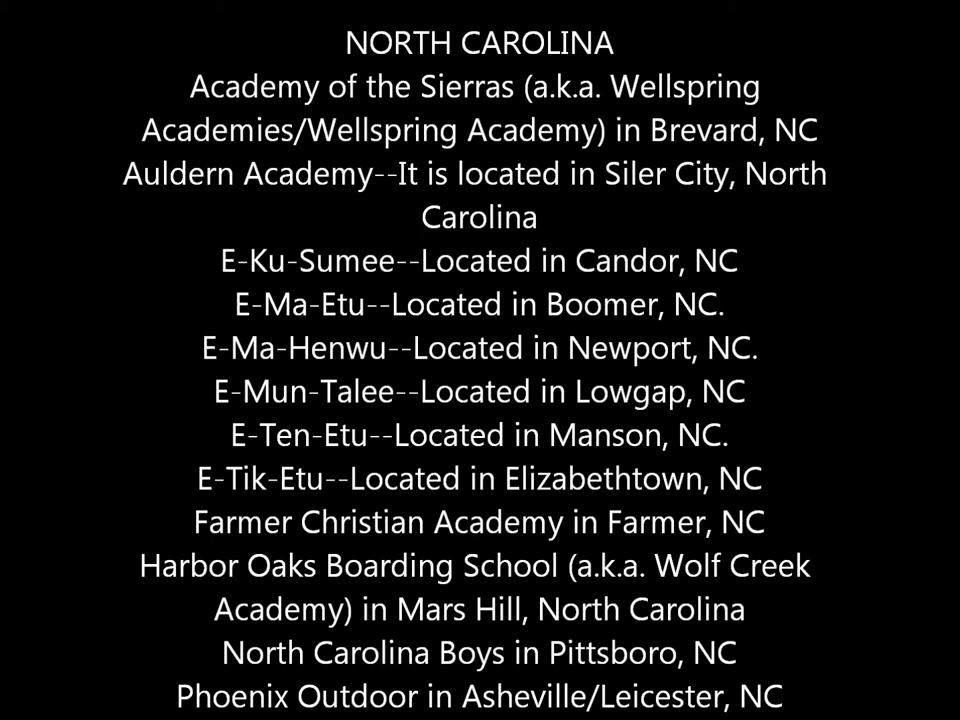 NORTH CAROLINA
Academy of the Sierras (a.k.a. Wellspring
Academies/Wellspring Academy) in Brevard, NC
Auldern Academy--It is located in Siler City, North
Carolina
E-Ku-Sumee--Located in Candor, NC
E-Ma-Etu--Located in Boomer, NC.
E-Ma-Henwu--Located in Newport, NC.
E-Mun-Talee--Located in Lowgap, NC
E-Ten-Etu--Located in Manson, NC.
E-Tik-Etu--Located in Elizabethtown, NC
Farmer Christian Academy in Farmer, NC
Harbor Oaks Boarding School (a.k.a. Wolf Creek
Academy) in Mars Hill, North Carolina
North Carolina Boys in Pittsboro, NC
Phoenix Outdoor in Asheville/Leicester, NC